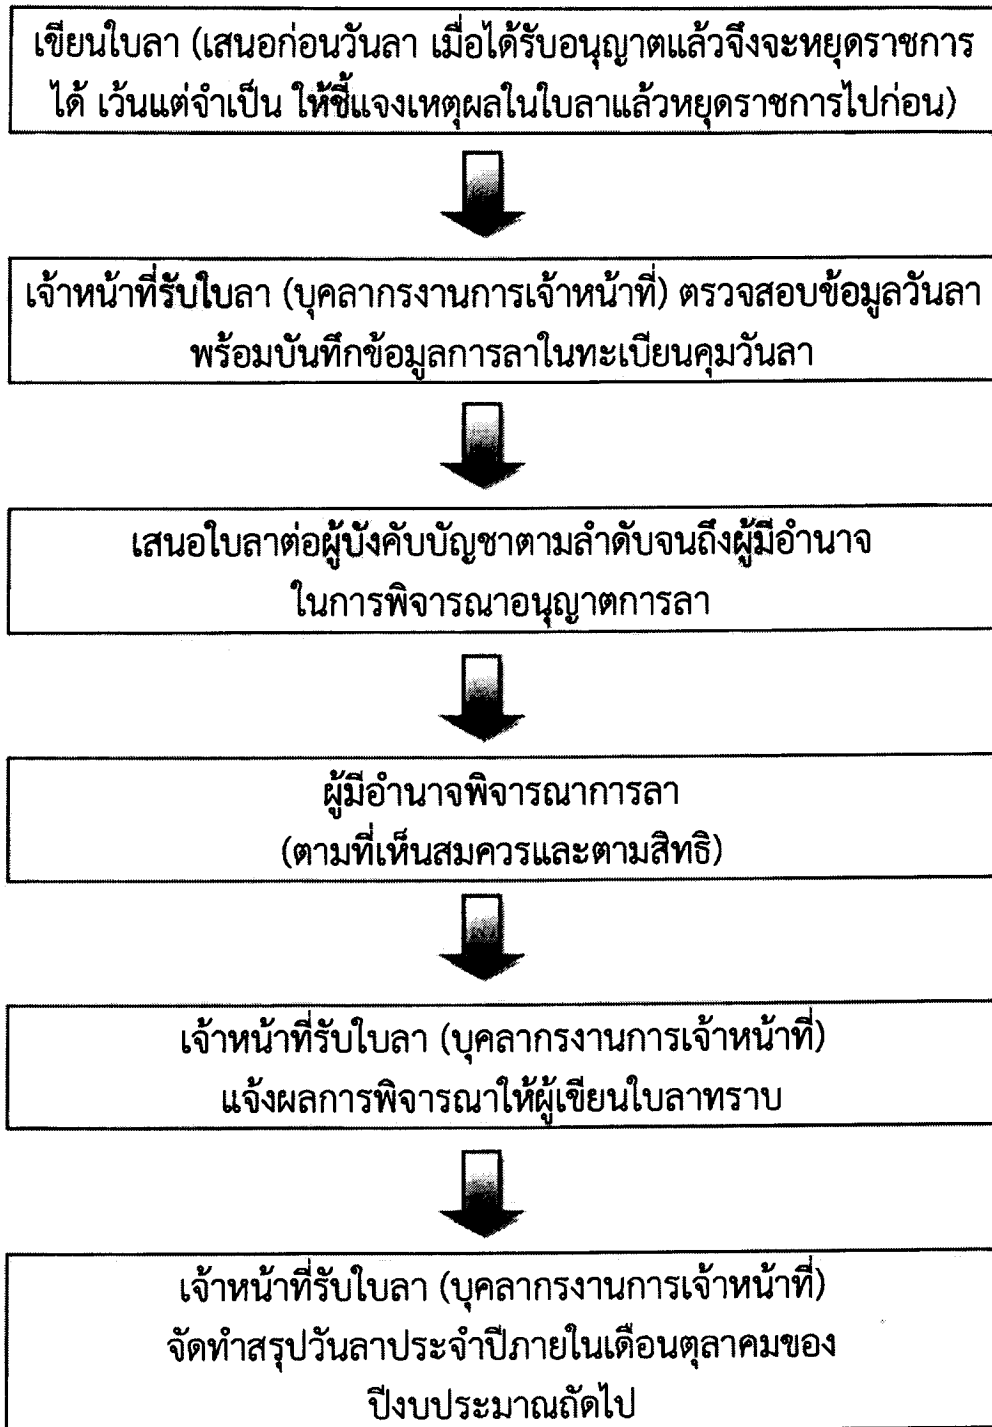 เขียนใบลา (เสนอก่อนวันลา เมื่อได้รับอนุญาตแล้วจึงจะหยุดราชการ
ได้ เว้นแต่จำเป็น ให้ชี้แจงเหตุผลในใบลาแล้วหยุดราชการไปก่อน)
เจ้าหน้าที่รับใบลา (บุคลากรงานการเจ้าหน้าที่) ตรวจสอบข้อมูลวันลา
พร้อมบันทึกข้อมูลการลาในทะเบียนคุมวันลา
เสนอใบลาต่อผู้บังคับบัญชาตามลำดับจนถึงผู้มีอำนาจ
ในการพิจารณาอนุญาตการลา
ผู้มีอำนาจพิจารณาการลา
(ตามที่เห็นสมควรและตามสิทธิ)
เจ้าหน้าที่รับใบลา (บุคลากรงานการเจ้าหน้าที่)
แจ้งผลการพิจารณาให้ผู้เขียนใบลาทราบ
เจ้าหน้าที่รับใบลา (บุคลากรงานการเจ้าหน้าที่)
จัดทำสรุปวันลาประจำปีภายในเดือนตุลาคมของ
ปีงบประมาณถัดไป